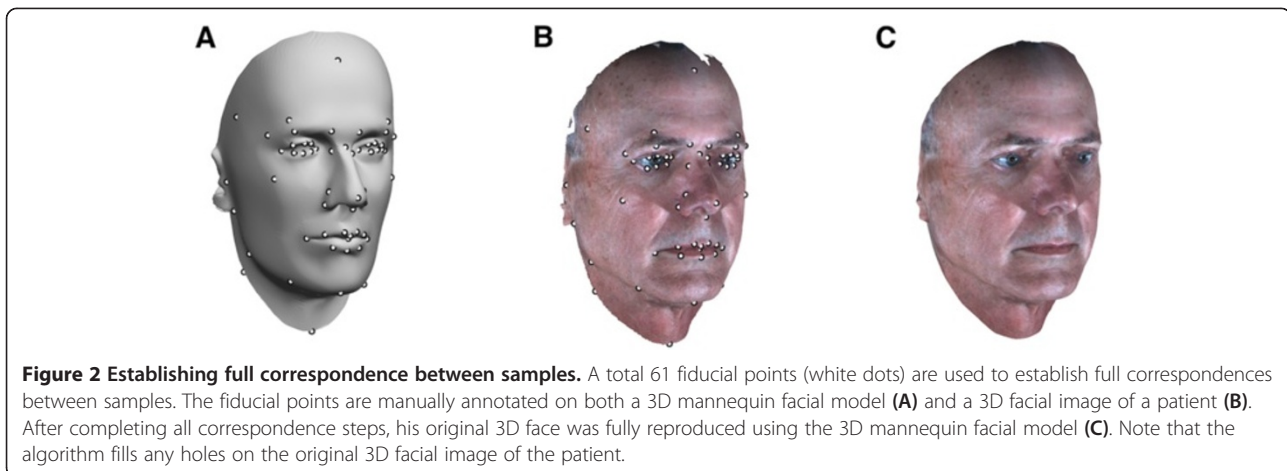 A B C
Figure 2 Establishing full correspondence between samples. A total 61 fiducial points (white dots) are used to establish full correspondences
between samples. The fiducial points are manually annotated on both a 3D mannequin facial model (A) and a 3D facial image of a patient (B).
After completing all correspondence steps, his original 3D face was fully reproduced using the 3D mannequin facial model (C). Note that the
algorithm fills any holes on the original 3D facial image of the patient.